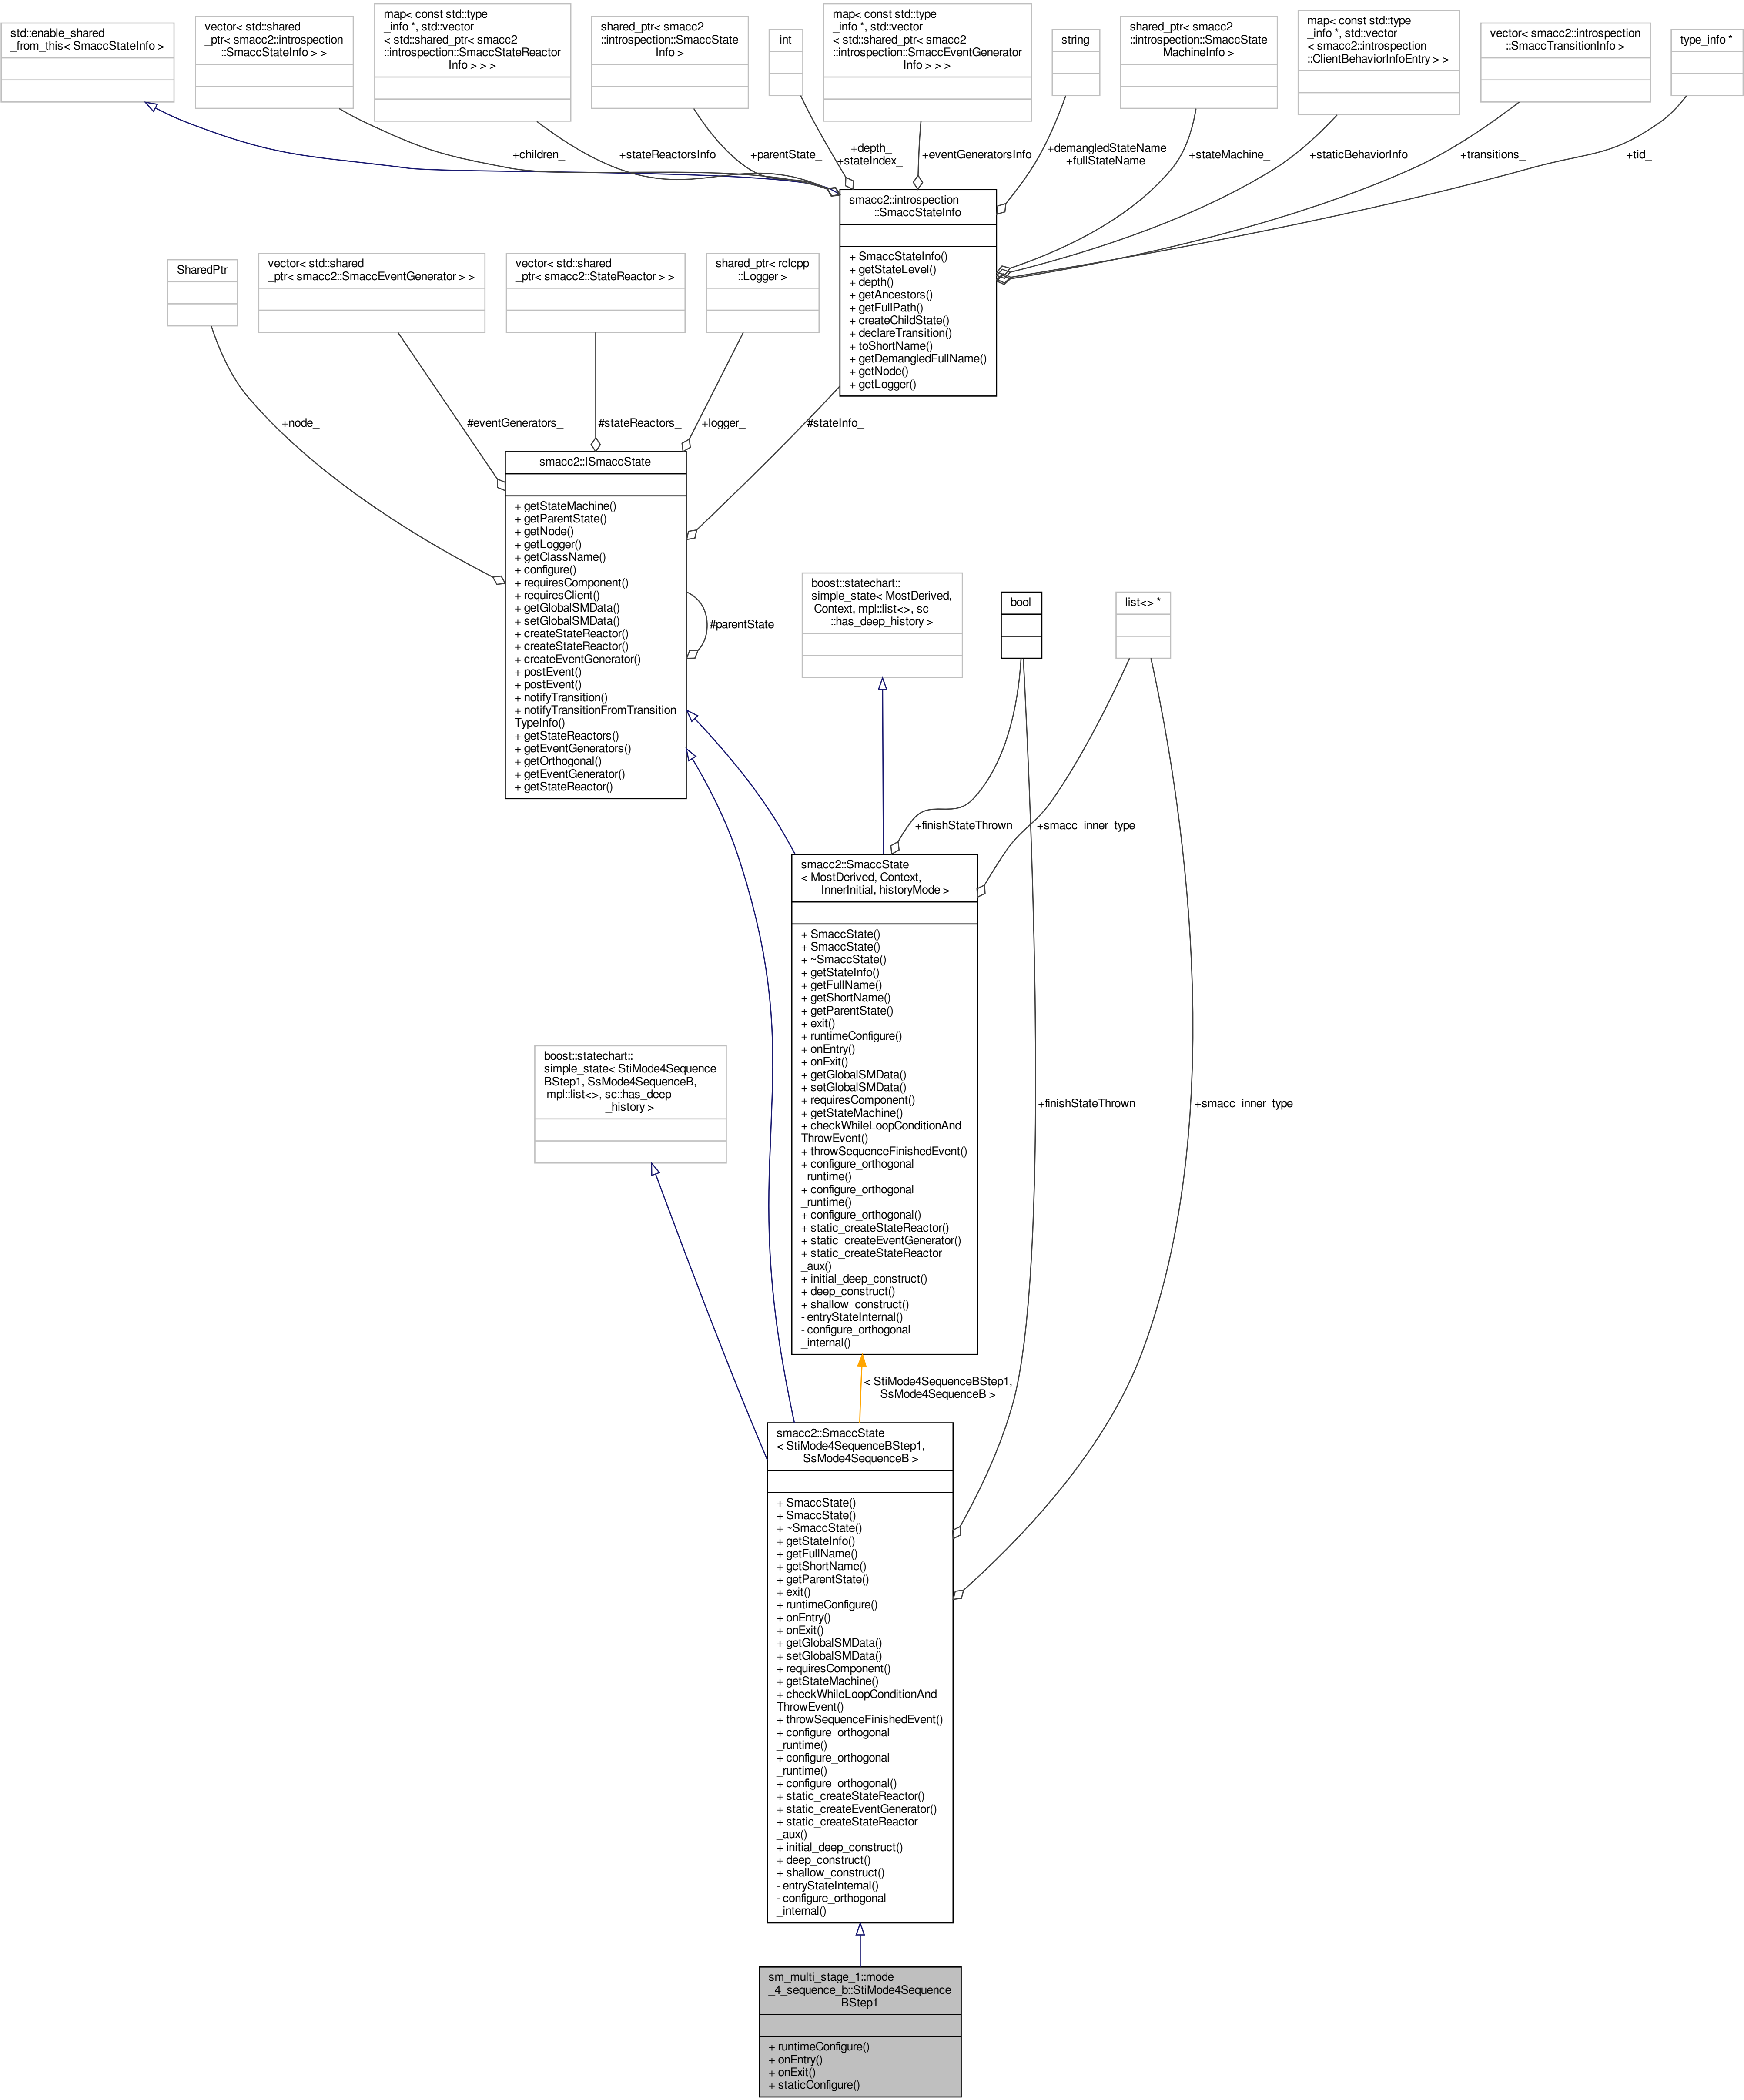 std::enable_shared
_from_this< SmaccStateInfo >
vector< std::shared
_ptr< smacc2::introspection
::SmaccStateInfo > >
map< const std::type
_info *, std::vector
< std::shared_ptr< smacc2
::introspection::SmaccStateReactor
Info > > >
shared_ptr< smacc2
::introspection::SmaccState
Info >
int
map< const std::type
_info *, std::vector
< std::shared_ptr< smacc2
::introspection::SmaccEventGenerator
Info > > >
string
shared_ptr< smacc2
::introspection::SmaccState
MachineInfo >
map< const std::type
_info *, std::vector
< smacc2::introspection
::ClientBehaviorInfoEntry > >
vector< smacc2::introspection
::SmaccTransitionInfo >
type_info *
+children_
+stateReactorsInfo
+parentState_
+depth_
+stateIndex_
+eventGeneratorsInfo
+demangledStateName
+fullStateName
+stateMachine_
+staticBehaviorInfo
+transitions_
+tid_
smacc2::introspection
::SmaccStateInfo
+ SmaccStateInfo()
+ getStateLevel()
+ depth()
+ getAncestors()
+ getFullPath()
+ createChildState()
+ declareTransition()
+ toShortName()
+ getDemangledFullName()
+ getNode()
+ getLogger()
SharedPtr
vector< std::shared
_ptr< smacc2::SmaccEventGenerator > >
vector< std::shared
_ptr< smacc2::StateReactor > >
shared_ptr< rclcpp
::Logger >
+node_
#eventGenerators_
#stateReactors_
+logger_
#stateInfo_
smacc2::ISmaccState
+ getStateMachine()
+ getParentState()
+ getNode()
+ getLogger()
+ getClassName()
+ configure()
+ requiresComponent()
+ requiresClient()
+ getGlobalSMData()
+ setGlobalSMData()
+ createStateReactor()
+ createStateReactor()
+ createEventGenerator()
+ postEvent()
+ postEvent()
+ notifyTransition()
+ notifyTransitionFromTransition
TypeInfo()
+ getStateReactors()
+ getEventGenerators()
+ getOrthogonal()
+ getEventGenerator()
+ getStateReactor()
#parentState_
boost::statechart::
simple_state< MostDerived,
Context, mpl::list<>, sc
::has_deep_history >
bool
list<> *
+finishStateThrown
+smacc_inner_type
smacc2::SmaccState
< MostDerived, Context,
InnerInitial, historyMode >
+ SmaccState()
+ SmaccState()
+ ~SmaccState()
+ getStateInfo()
+ getFullName()
+ getShortName()
+ getParentState()
+ exit()
+ runtimeConfigure()
+ onEntry()
+ onExit()
+ getGlobalSMData()
+ setGlobalSMData()
+ requiresComponent()
+ getStateMachine()
+ checkWhileLoopConditionAnd
ThrowEvent()
+ throwSequenceFinishedEvent()
+ configure_orthogonal
_runtime()
+ configure_orthogonal
_runtime()
+ configure_orthogonal()
+ static_createStateReactor()
+ static_createEventGenerator()
+ static_createStateReactor
_aux()
+ initial_deep_construct()
+ deep_construct()
+ shallow_construct()
- entryStateInternal()
- configure_orthogonal
_internal()
boost::statechart::
simple_state< StiMode4Sequence
BStep1, SsMode4SequenceB,
mpl::list<>, sc::has_deep
_history >
+finishStateThrown
+smacc_inner_type
< StiMode4SequenceBStep1,
SsMode4SequenceB >
smacc2::SmaccState
< StiMode4SequenceBStep1,
SsMode4SequenceB >
+ SmaccState()
+ SmaccState()
+ ~SmaccState()
+ getStateInfo()
+ getFullName()
+ getShortName()
+ getParentState()
+ exit()
+ runtimeConfigure()
+ onEntry()
+ onExit()
+ getGlobalSMData()
+ setGlobalSMData()
+ requiresComponent()
+ getStateMachine()
+ checkWhileLoopConditionAnd
ThrowEvent()
+ throwSequenceFinishedEvent()
+ configure_orthogonal
_runtime()
+ configure_orthogonal
_runtime()
+ configure_orthogonal()
+ static_createStateReactor()
+ static_createEventGenerator()
+ static_createStateReactor
_aux()
+ initial_deep_construct()
+ deep_construct()
+ shallow_construct()
- entryStateInternal()
- configure_orthogonal
_internal()
sm_multi_stage_1::mode
_4_sequence_b::StiMode4Sequence
BStep1
+ runtimeConfigure()
+ onEntry()
+ onExit()
+ staticConfigure()